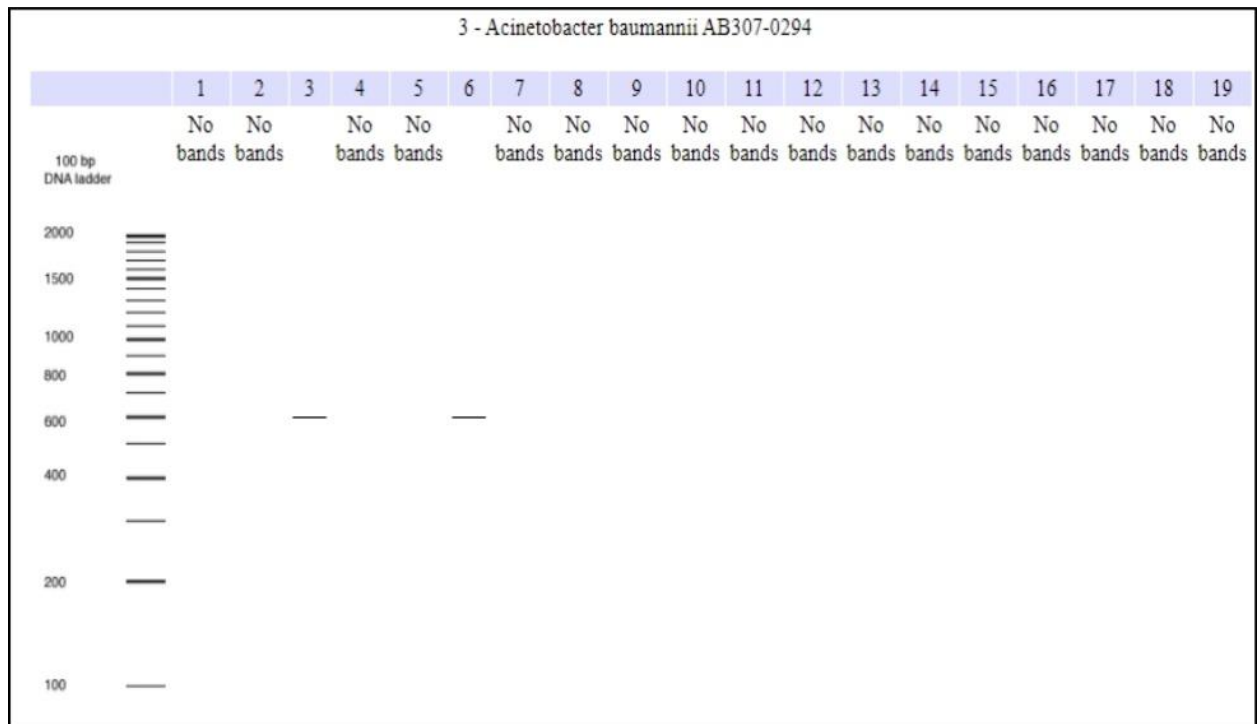 3 - Acinetobacter baumannii AB307-0294
1 2 3 4 5 6 7 8 9 10 11 12 13 14 15 16 17 18 19
No No No No No No No No No No No No No No No No No
bands bands bands bands bands bands bands bands bands bands bands bands bands bands bands bands bands
100 bp
DNA ladder
2000
1500
1000
800
600
400
200
100